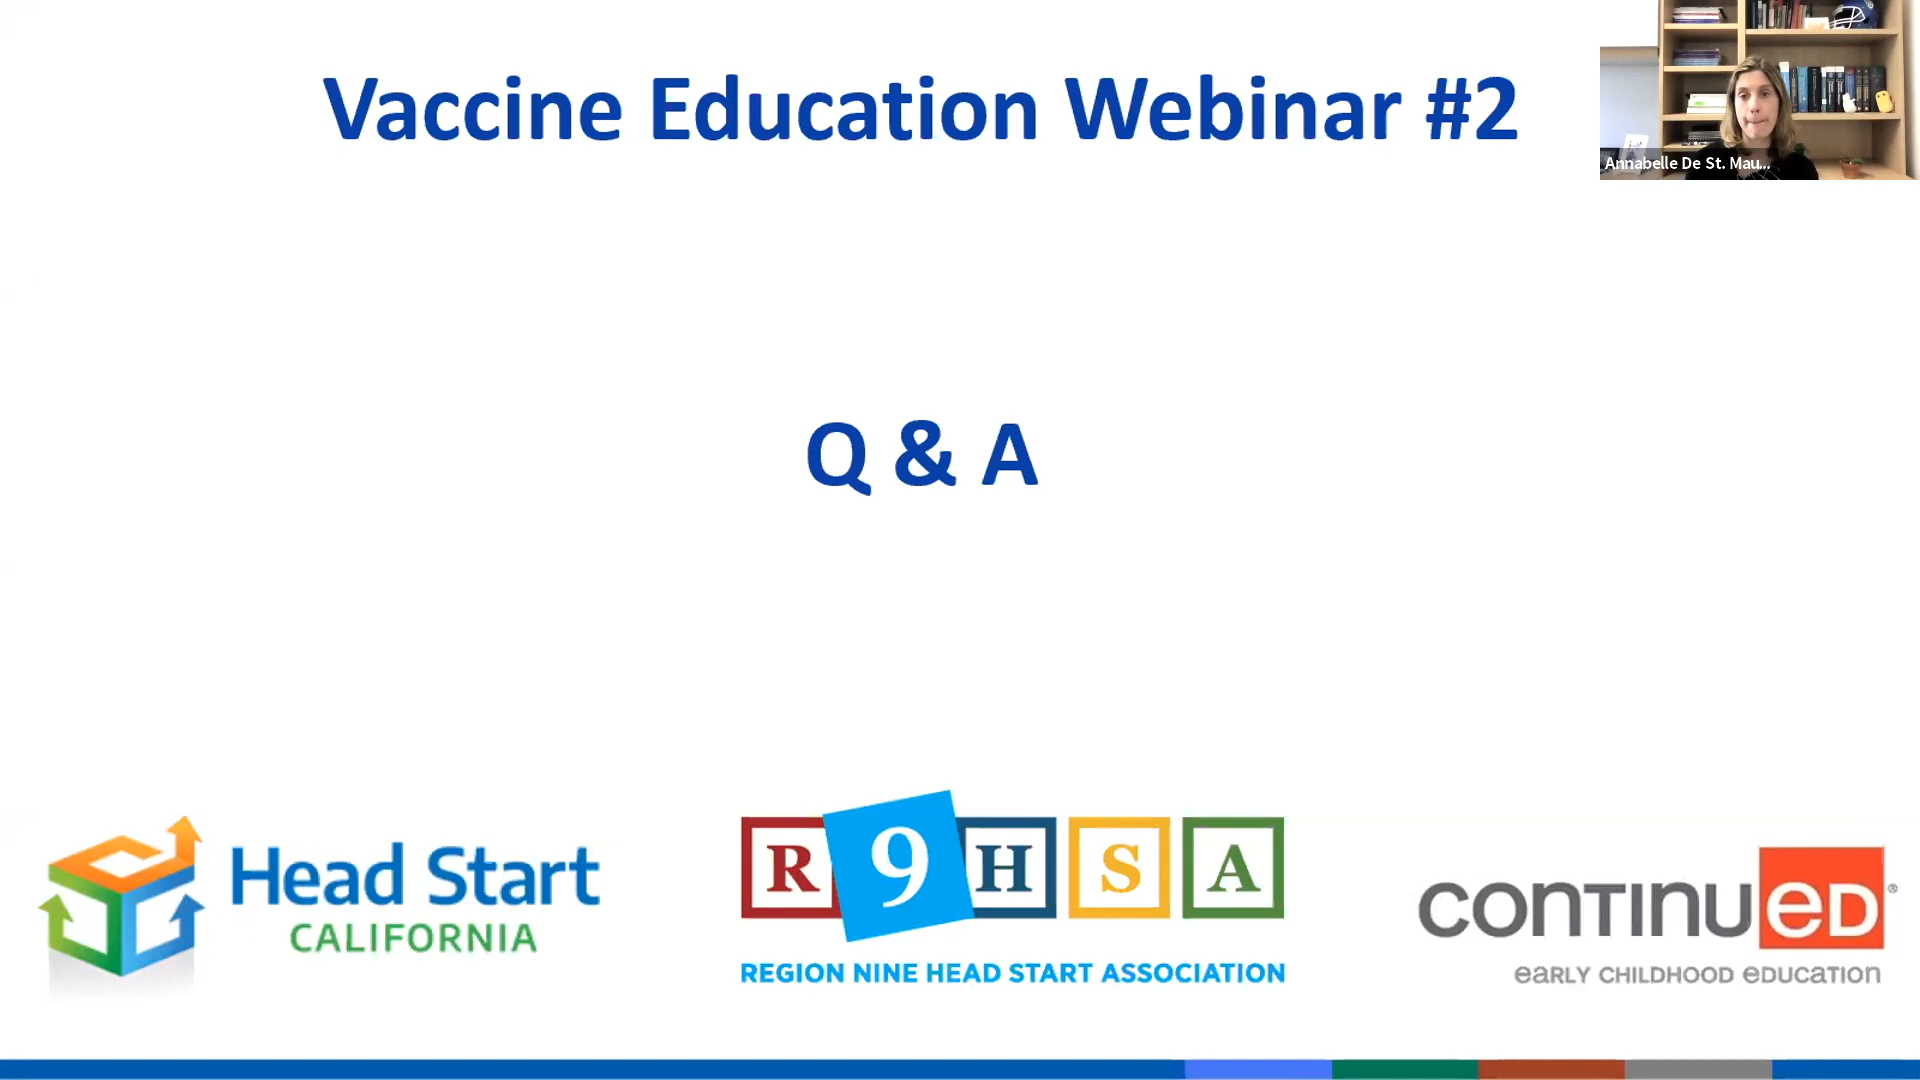 Vaccine Education Webinar #2
Annabelle De St. Mau...
Q & A
Head Start
CALIFORNIA
R 9 H S A
REGION NINE HEAD START ASSOCIATION
continued®
early childhood education